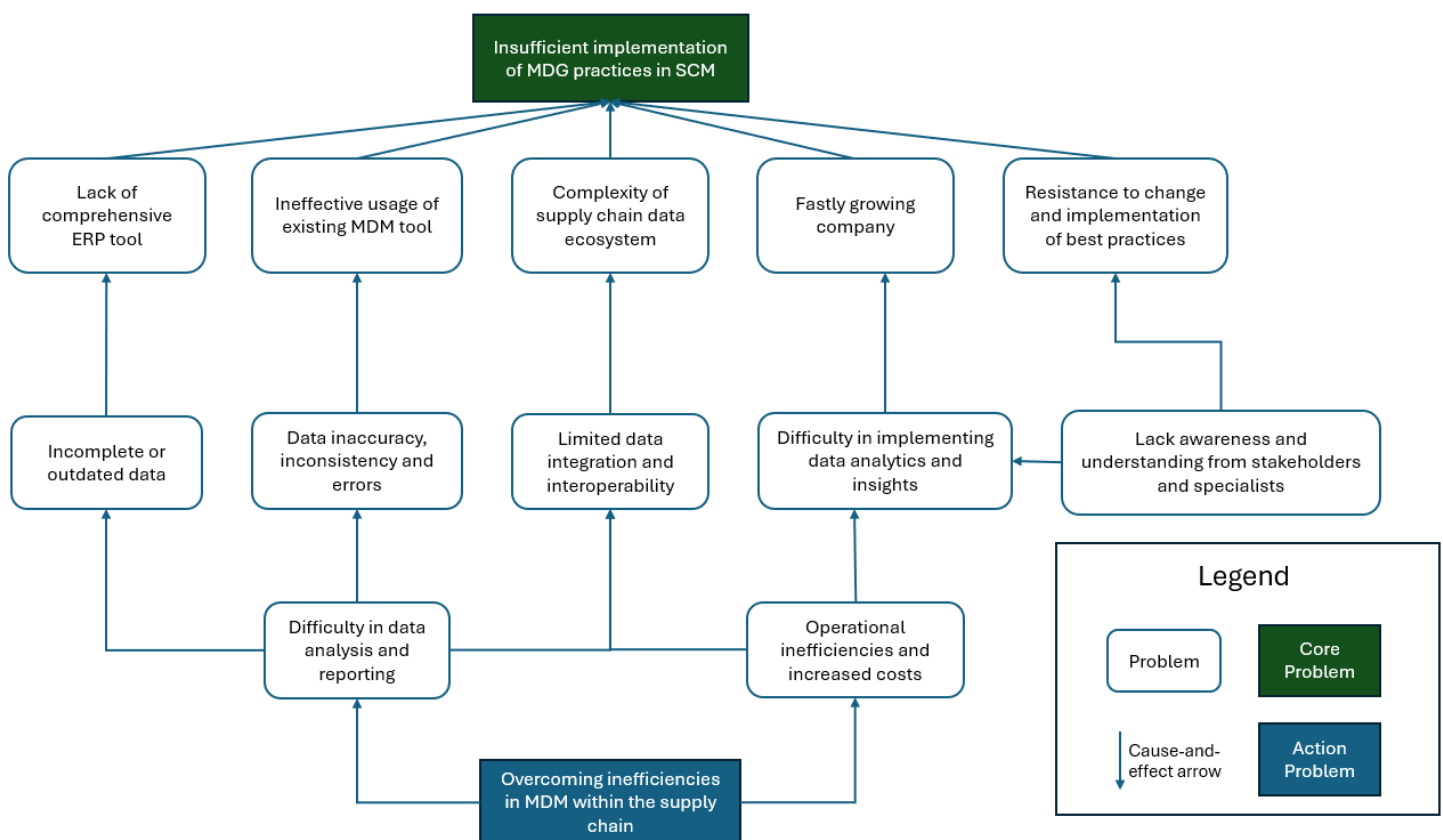 Insufficient implementation
of MDG practices in SCM
Lack of
comprehensive
ERP tool
Ineffective usage of
existing MDM tool
Complexity of
supply chain data
ecosystem
Fastly growing
company
Resistance to change
and implementation
of best practices
Incomplete or
outdated data
Data inaccuracy,
inconsistency and
errors
Limited data
integration and
interoperability
Difficulty in implementing
data analytics and
insights
Lack awareness and
understanding from stakeholders
and specialists
Difficulty in data
analysis and
reporting
Operational
inefficiencies and
increased costs
Overcoming inefficiencies
in MDM within the supply
chain
Legend
Problem
Core
Problem
Cause-and-
effect arrow
Action
Problem